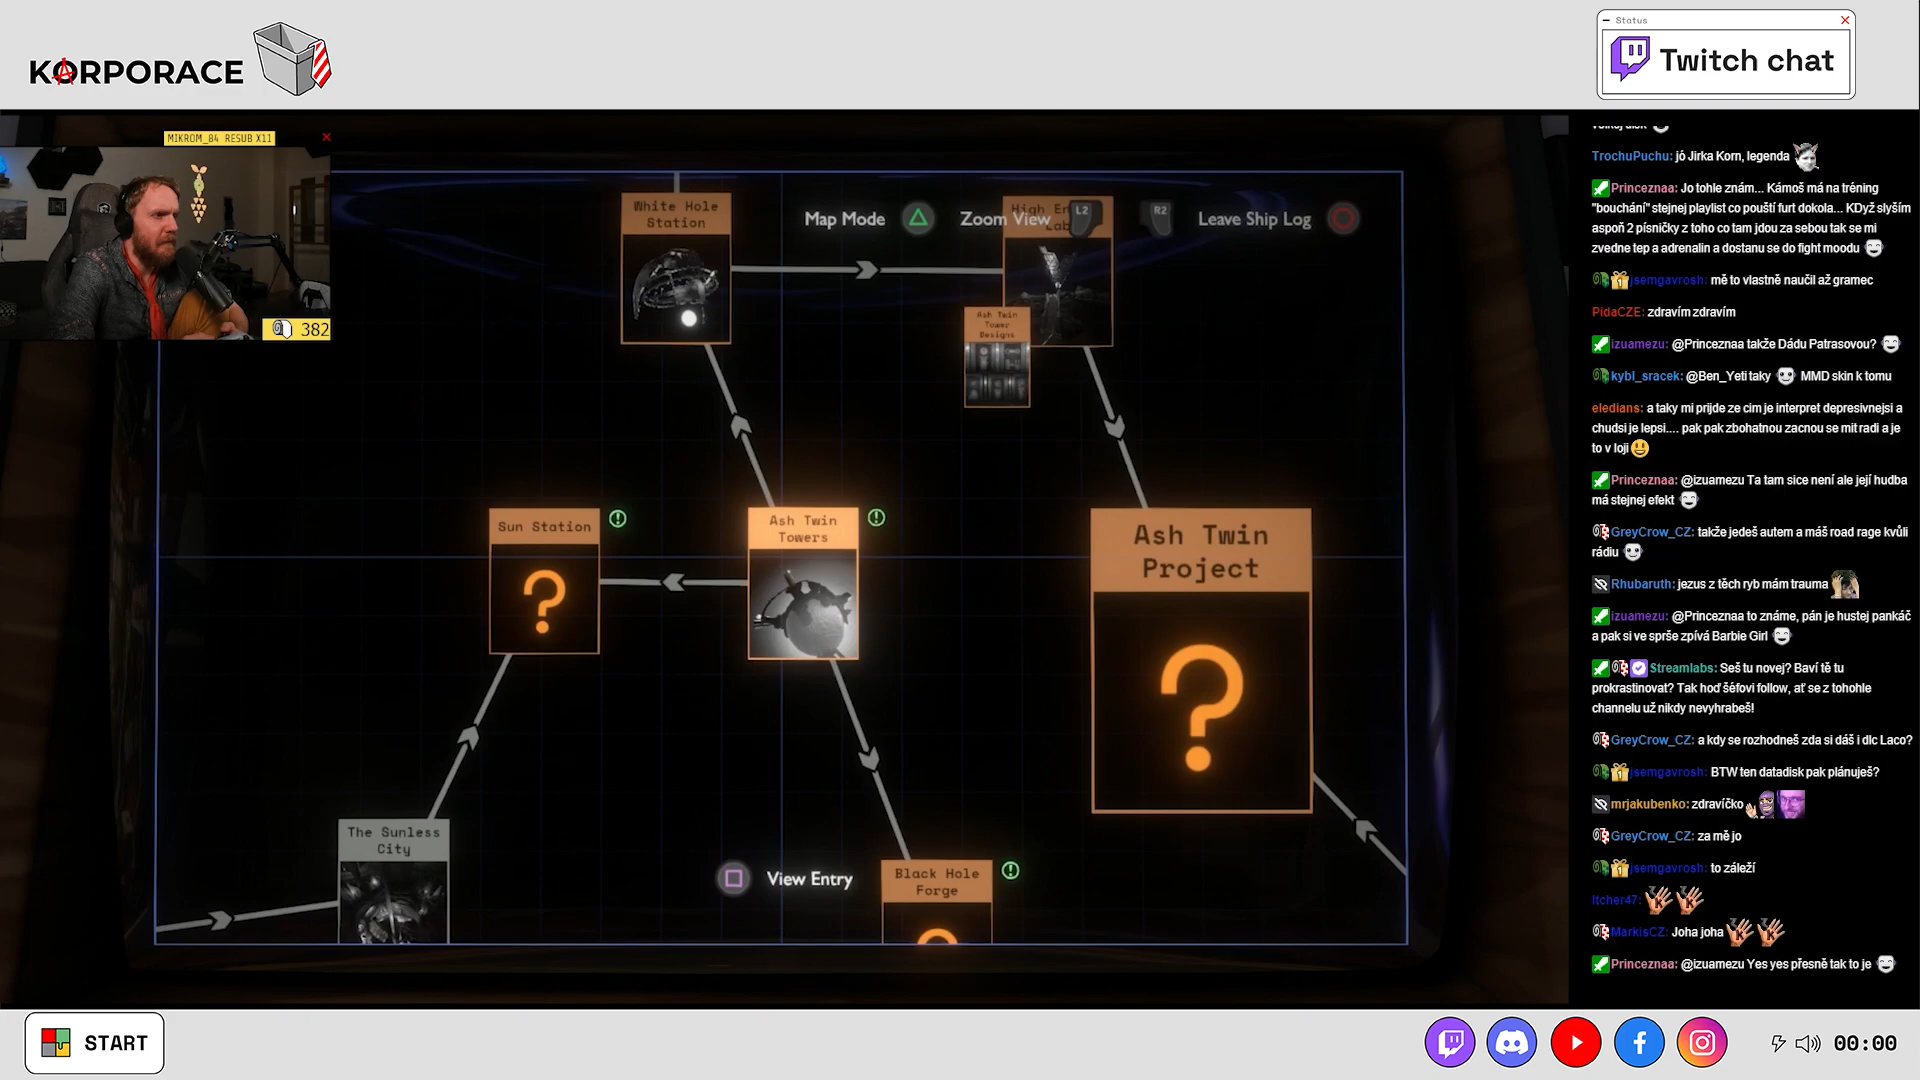 KORPORACE
Status
Twitch chat
MIKROM_84 RESUB X11
382
White Hole
Station
Map Mode
Zoom View
L2
R2
Leave Ship Log
Ash Twin
Tower
Designs
Sun Station
Ash Twin
Towers
Ash Twin
Project
The Sunless
City
View Entry
Black Hole
Forge
TrochuPuchu: jó Jirka Korn, legenda
Princeznaa: Jo tohle znám... Kámoš má na tréning
"bouchání" stejnej playlist co pouští furt dokola... KDyž slyším
aspoň 2 písničky z toho co tam jdou za sebou tak se mi
zvedne tep a adrenalin a dostanu se do fight moodu
jsemgavrosh: mě to vlastně naučil až gramec
PidaCZE: zdravím zdravím
izuamezu: @Princeznaa takže Dádu Patrasovou?
kybl_sracek: @Ben_Yeti taky MMD skin k tomu
eledians: a taky mi prijde ze cim je interpret depresivnejsi a
chudsi je lepsi.... pak pak zbohatnou zacnou se mit radi a je
to v loji
Princeznaa: @izuamezu Ta tam sice není ale její hudba
má stejnej efekt
GreyCrow_CZ: takže jedeš autem a máš road rage kvůli
rádiu
Rhubaruth: jezus z těch ryb mám trauma
izuamezu: @Princeznaa to známe, pán je hustej pankáč
a pak si ve sprše zpívá Barbie Girl
Streamlabs: Seš tu novej? Baví tě tu
prokrastinovat? Tak hoď šéfovi follow, ať se z tohohle
channelu už nikdy nevyhrabeš!
GreyCrow_CZ: a kdy se rozhodneš zda si dáš i dlc Laco?
jsemgavrosh: BTW ten datadisk pak plánuješ?
mrjakubenko: zdravíčko
GreyCrow_CZ: za mě jo
jsemgavrosh: to záleží
Itcher47:
MarkisCZ: Joha joha
Princeznaa: @izuamezu Yes yes přesně tak to je
START
00:00